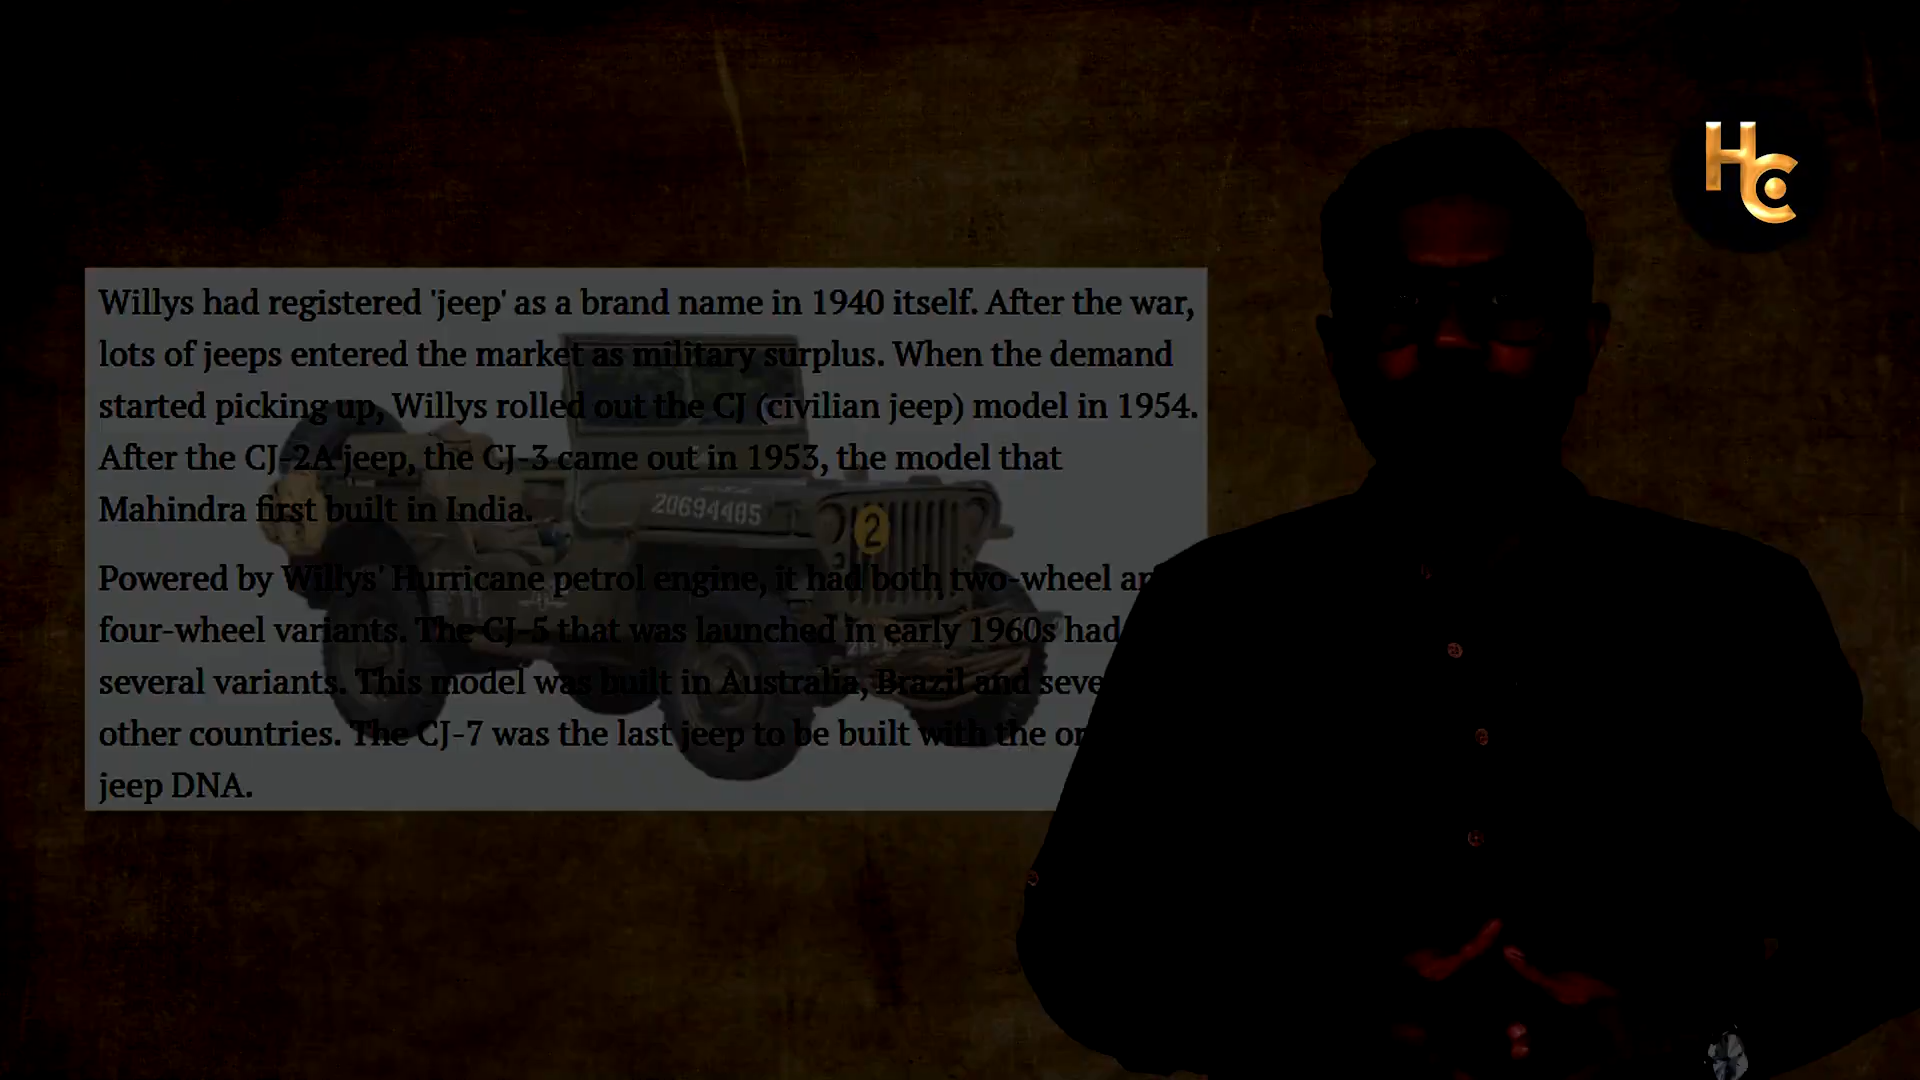 HC
Willys had registered 'jeep' as a brand name in 1940 itself. After the war,
lots of jeeps entered the market as military surplus. When the demand
started picking up, Willys rolled out the CJ (civilian jeep) model in 1954.
After the CJ-2A jeep, the CJ-3 came out in 1953, the model that
Mahindra first built in India.
20694485
2
Powered by Willys' Hurricane petrol engine, it had both two-wheel
four-wheel variants. The CJ-5 that was launched in early 1960s had
several variants. This model was built in Australia, Brazil and
other countries. The CJ-7 was the last jeep to be built with the
jeep DNA.